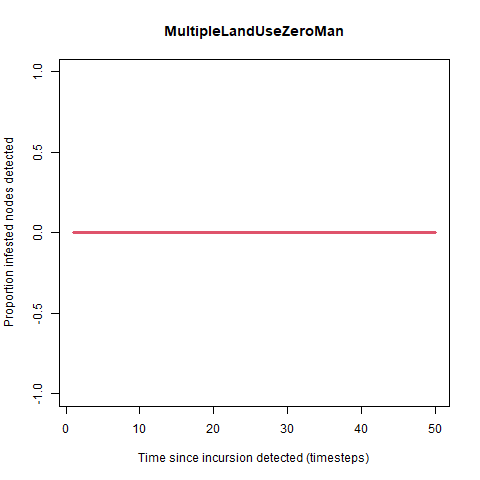 MultipleLandUseZeroMan
Proportion infested nodes detected
1.0
0.5
0.0
-0.5
-1.0
0 10 20 30 40 50
Time since incursion detected (timesteps)